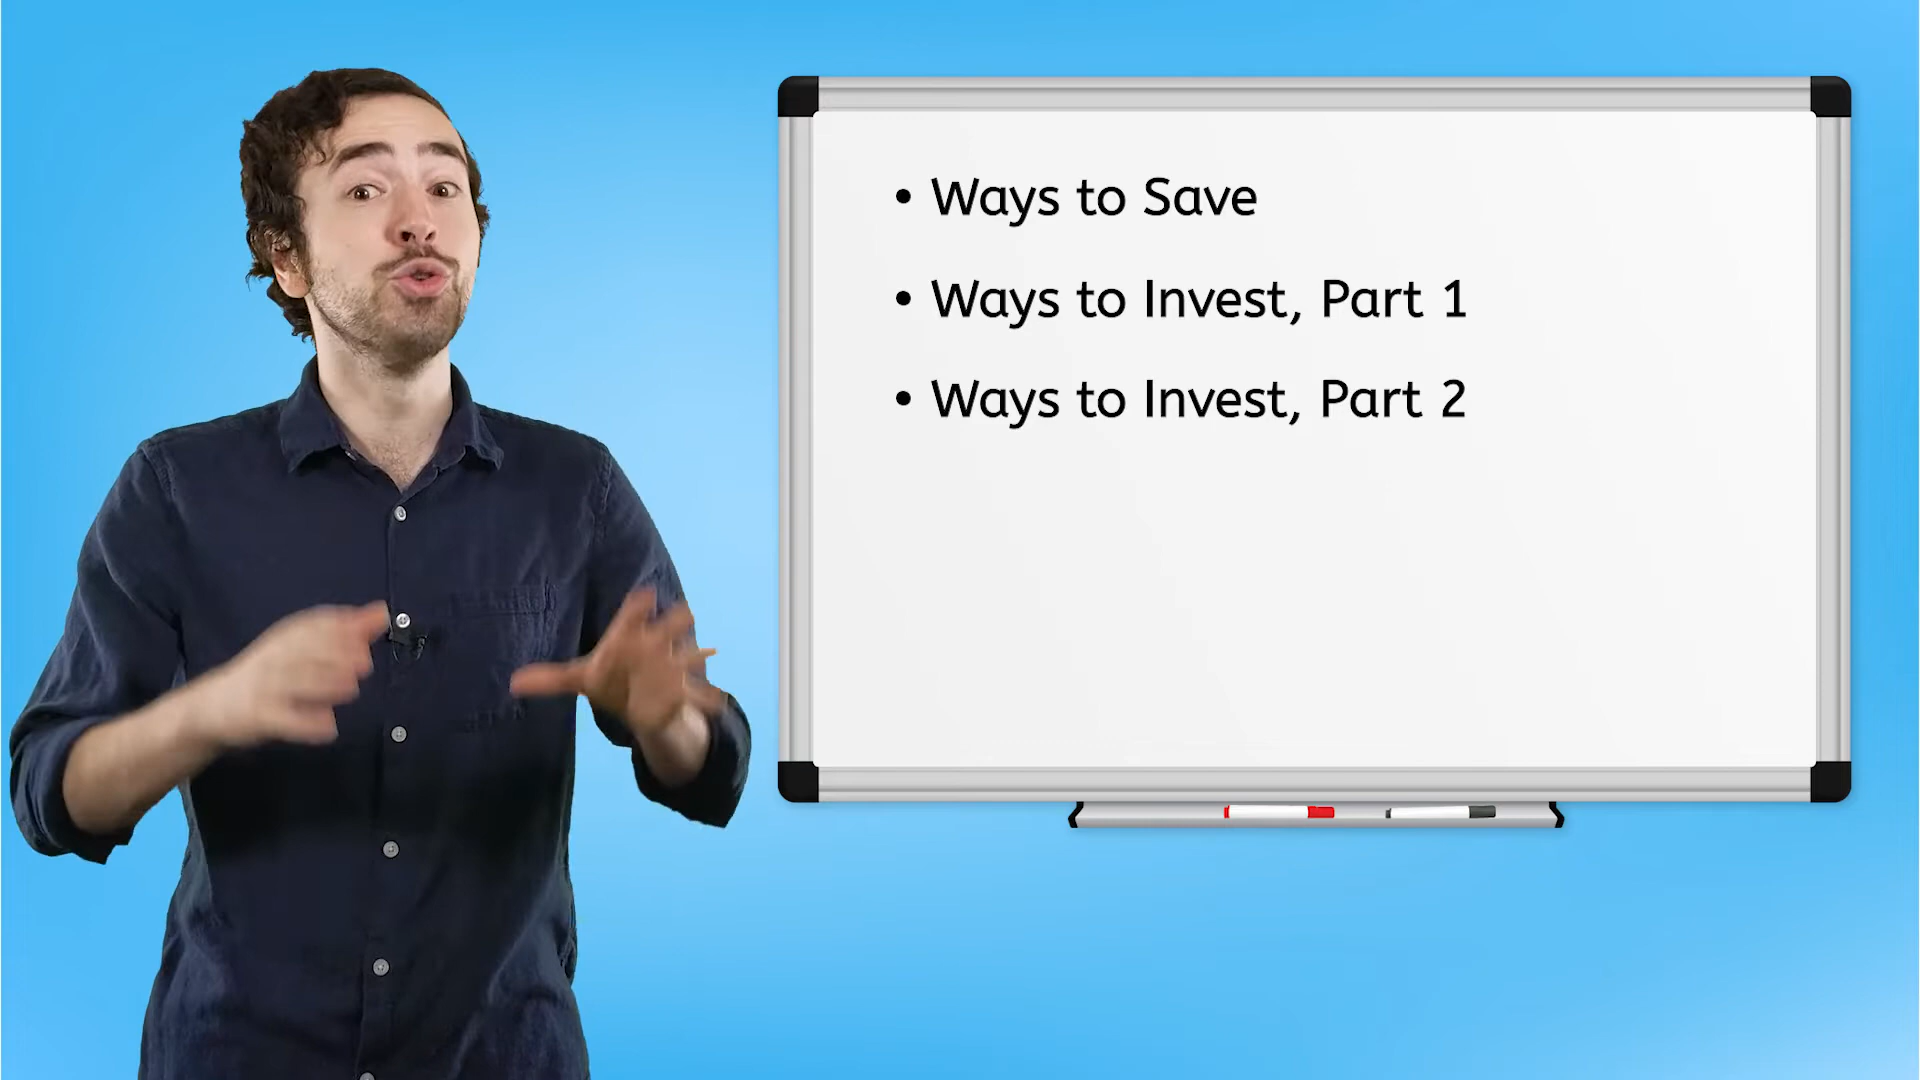 • Ways to Save
• Ways to Invest, Part 1
• Ways to Invest, Part 2